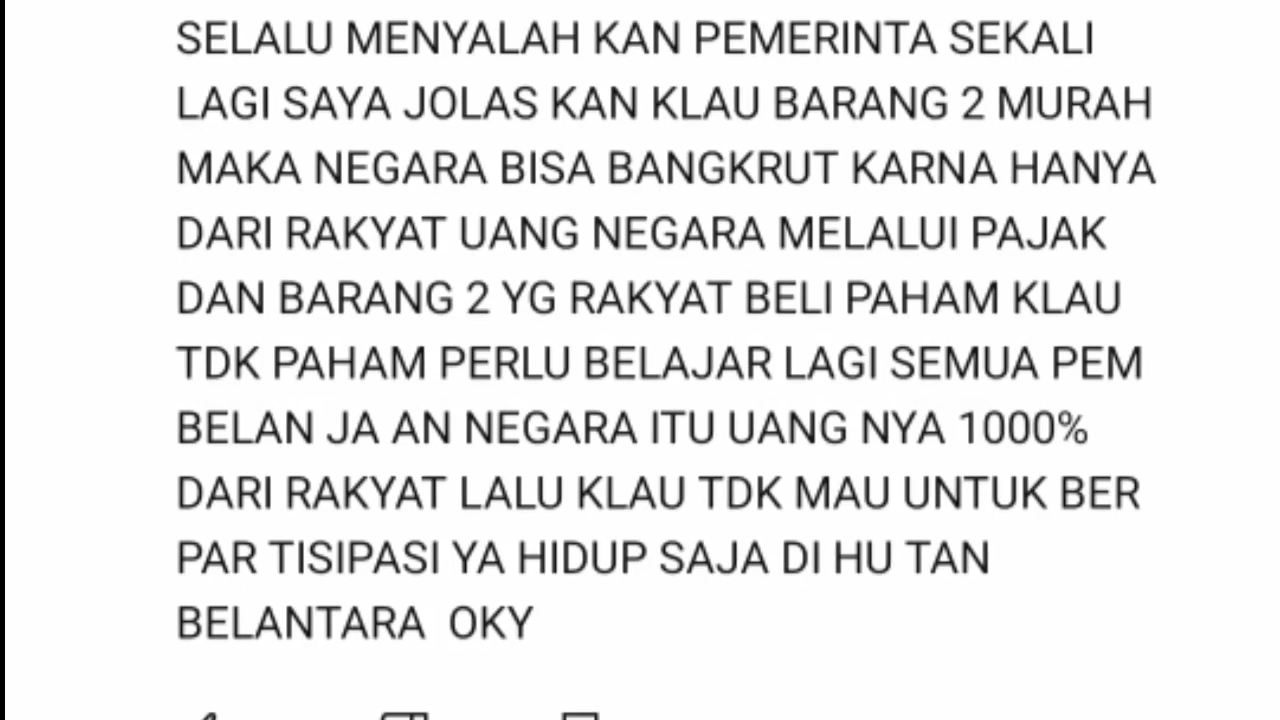 SELALU MENYALAH KAN PEMERINTA SEKALI
LAGI SAYA JOLAS KAN KLAU BARANG 2 MURAH
MAKA NEGARA BISA BANGKRUT KARNA HANYA
DARI RAKYAT UANG NEGARA MELALUI PAJAK
DAN BARANG 2 YG RAKYAT BELI PAHAM KLAU
TDK PAHAM PERLU BELAJAR LAGI SEMUA PEM
BELAN JA AN NEGARA ITU UANG NYA 1000%
DARI RAKYAT LALU KLAU TDK MAU UNTUK BER
PAR TISIPASI YA HIDUP SAJA DI HU TAN
BELANTARA  OKY